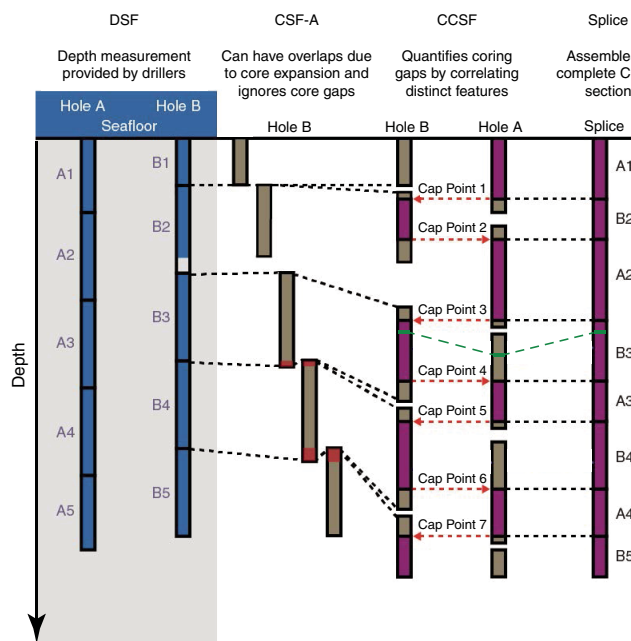 DSF
CSF-A
CCSF
Splice
Depth measurement
provided by drillers
Can have overlaps due
to core expansion and
ignores core gaps
Quantifies coring
gaps by correlating
distinct features
Assemble
complete C
section
Hole A
Hole B
Seafloor
Hole B
Hole B
Hole A
Splice
A1
A2
A3
A4
A5
B1
B2
B3
B4
B5
Cap Point 1
Cap Point 2
Cap Point 3
Cap Point 4
Cap Point 5
Cap Point 6
Cap Point 7
A1
B2
A2
B3
A3
B4
A4
B5
Depth